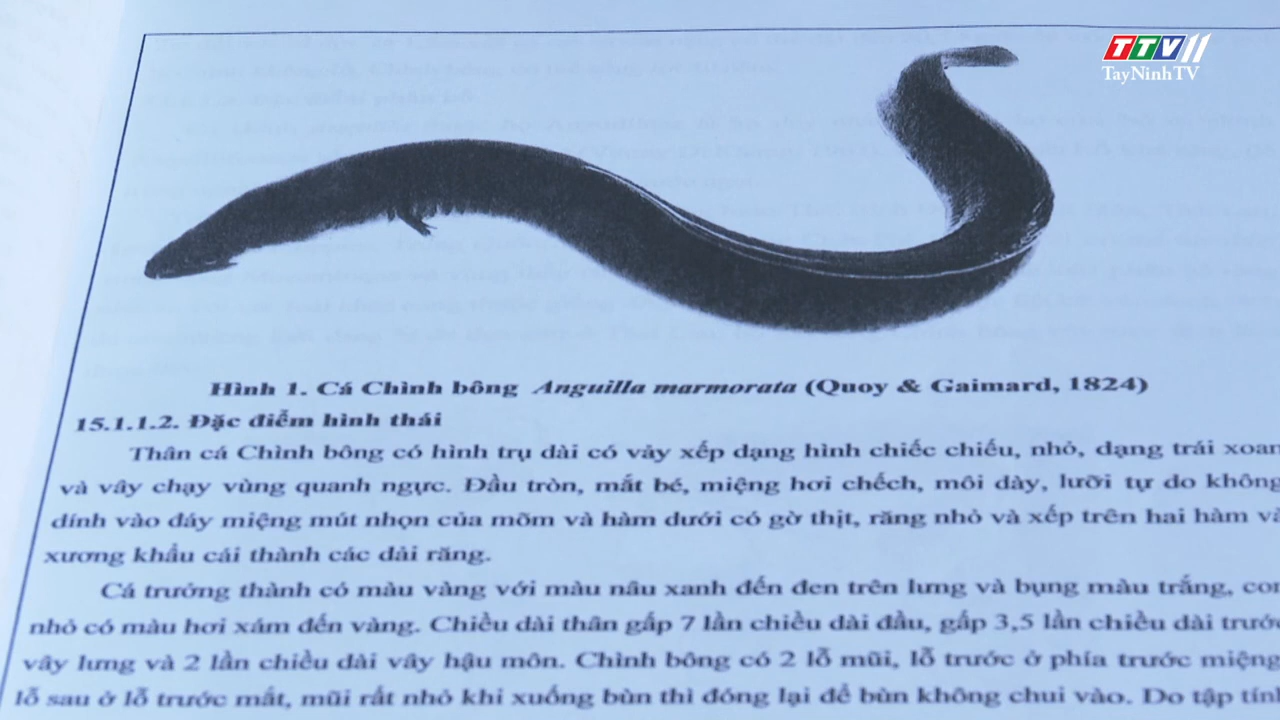 TTV11
TayNinhTV
Hình 1. Cá Chình bông Anguilla marmorata (Quoy & Gaimard, 1824)
15.1.1.2. Đặc điểm hình thái
Thân cá Chình bông có hình trụ dài có vảy xếp dạng hình chiếc chiếu, nhỏ, dạng trái xoan
và vây chạy vùng quanh ngực. Đầu tròn, mắt bé, miệng hơi chếch, môi dày, lưỡi tự do không
dính vào đáy miệng mút nhọn của mõm và hàm dưới có gờ thịt, răng nhỏ và xếp trên hai hàm và
xương khẩu cái thành các dải răng.
Cá trưởng thành có màu vàng với màu nâu xanh đến đen trên lưng và bụng màu trắng, con
nhỏ có màu hơi xám đến vàng. Chiều dài thân gấp 7 lần chiều dài đầu, gấp 3,5 lần chiều dài trước
vây lưng và 2 lần chiều dài vây hậu môn. Chình bông có 2 lỗ mũi, lỗ trước ở phía trước miệng
lỗ sau ở lỗ trước mắt, mũi rất nhỏ khi xuống bùn thì đóng lại để bùn không chui vào. Do tập tính